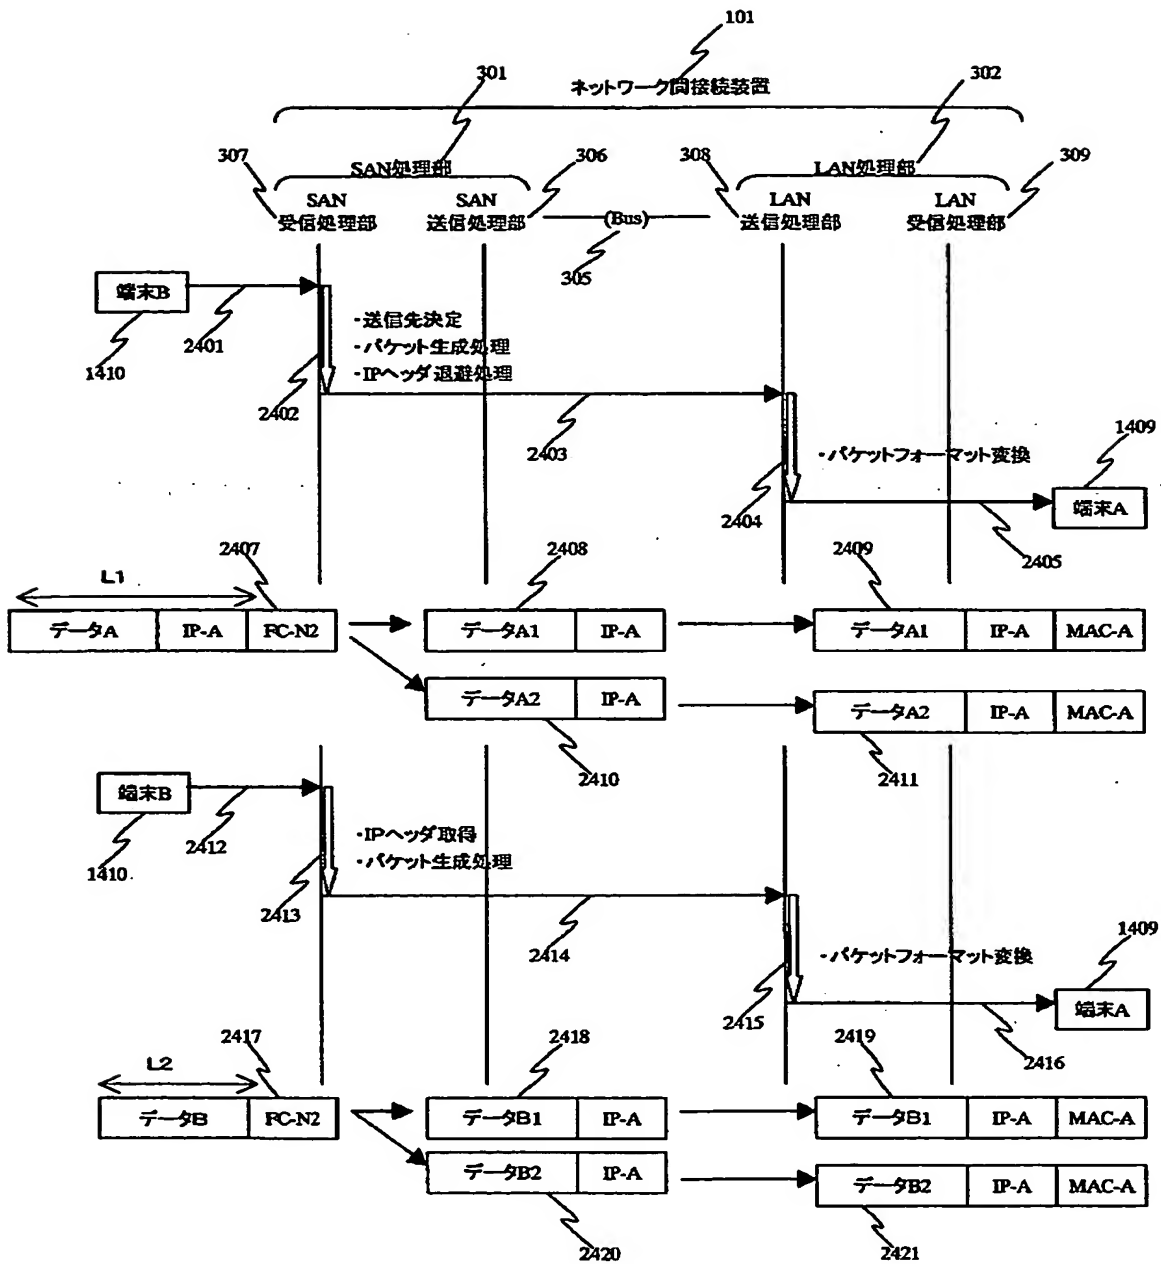 101
301
ネットワーク間接続装置
302
307
SAN処理部
306
308
LAN処理部
309
SAN
受信処理部
SAN
送信処理部
(Bus)
LAN
送信処理部
LAN
受信処理部
305
端末B
2401
1410
・送信先決定
・パケット生成処理
・IPヘッダ退避処理
2402
2403
1409
・パケットフォーマット変換
2404
端末A
2405
L1
2407
2408
2409
データA
IP-A
FC-N2
データA1
IP-A
データA1
IP-A
MAC-A
データA2
IP-A
データA2
IP-A
MAC-A
2410
2411
端末B
2412
1410
・IPヘッダ取得
・パケット生成処理
2413
2414
1409
・パケットフォーマット変換
2415
端末A
2416
L2
2417
2418
2419
データB
FC-N2
データB1
IP-A
データB1
IP-A
MAC-A
データB2
IP-A
データB2
IP-A
MAC-A
2420
2421